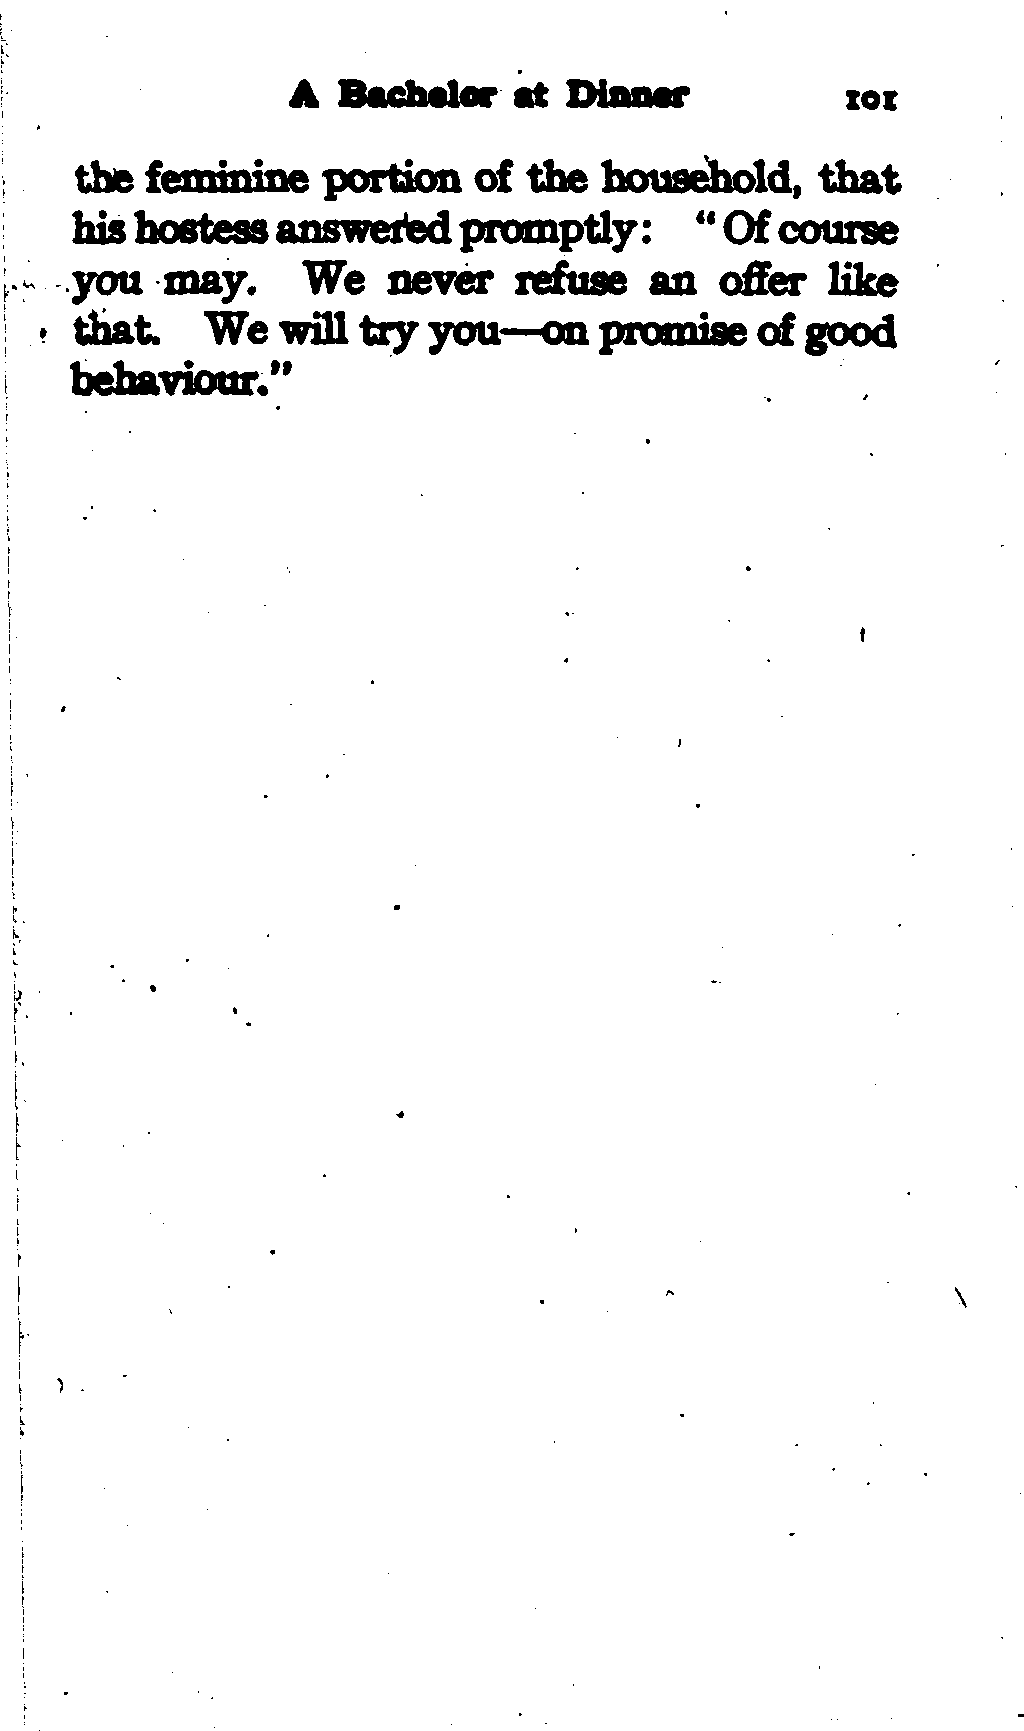 A Bachelor at Dinner 101
the feminine portion of the household, that
his hostess answered promptly: "Of course
you may. We never refuse an offer like
that. We will try you—on promise of good
behaviour."